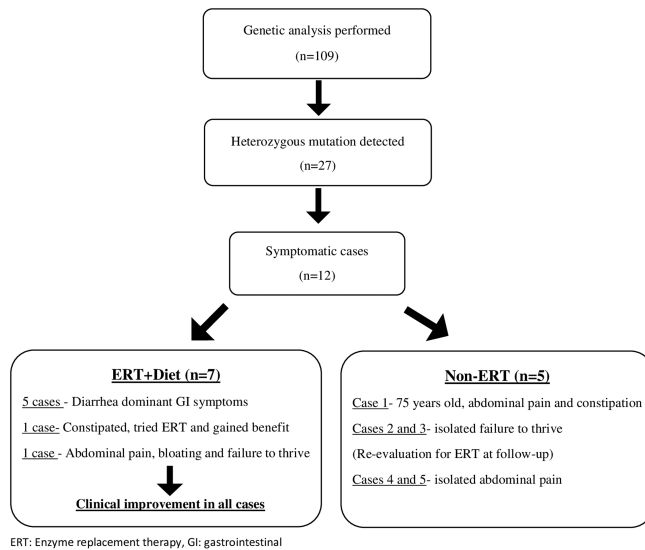 Genetic analysis performed
(n=109)
Heterozygous mutation detected
(n=27)
Symptomatic cases
(n=12)
ERT+Diet (n=7)
5 cases - Diarrhea dominant GI symptoms
1 case- Constipated, tried ERT and gained benefit
1 case - Abdominal pain, bloating and failure to thrive
Clinical improvement in all cases
Non-ERT (n=5)
Case 1- 75 years old, abdominal pain and constipation
Cases 2 and 3- isolated failure to thrive
(Re-evaluation for ERT at follow-up)
Cases 4 and 5- isolated abdominal pain
ERT: Enzyme replacement therapy, GI: gastrointestinal